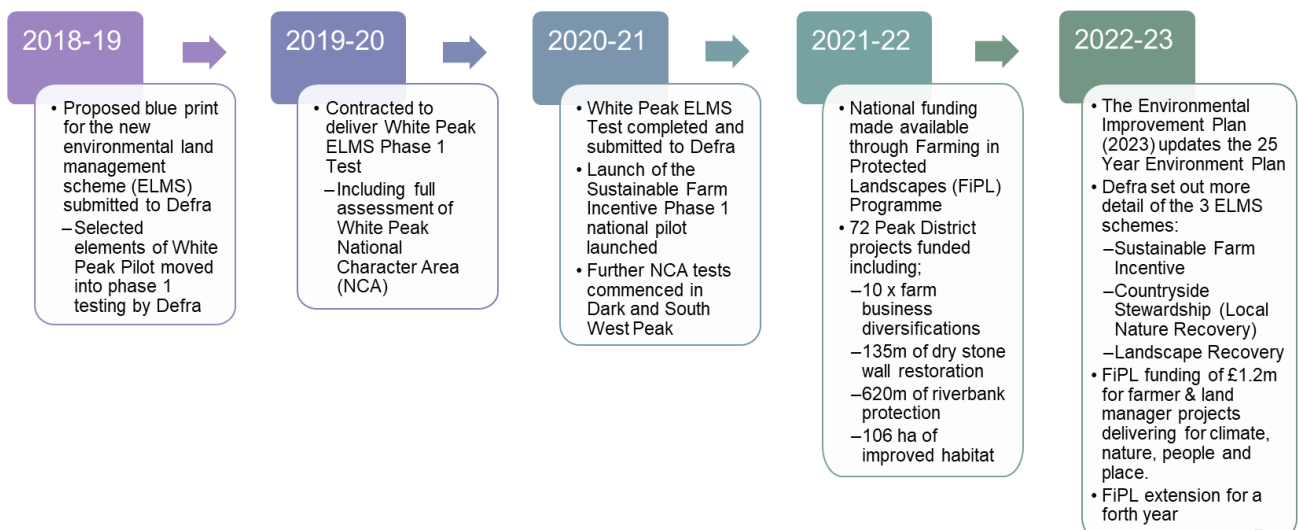 2018-19
• Proposed blue print
for the new
environmental land
management
scheme (ELMS)
submitted to Defra
–Selected
elements of White
Peak Pilot moved
into phase 1
testing by Defra
2019-20
• Contracted to
deliver White Peak
ELMS Phase 1
Test
–Including full
assessment of
White Peak
National
Character Area
(NCA)
2020-21
• White Peak ELMS
Test completed and
submitted to Defra
• Launch of the
Sustainable Farm
Incentive Phase 1
national pilot
launched
• Further NCA tests
commenced in
Dark and South
West Peak
2021-22
• National funding
made available
through Farming in
Protected
Landscapes (FiPL)
Programme
• 72 Peak District
projects funded
including;
–10 x farm
business
diversifications
–135m of dry stone
wall restoration
–620m of riverbank
protection
–106 ha of
improved habitat
2022-23
• The Environmental
Improvement Plan
(2023) updates the 25
Year Environment Plan
• Defra set out more
detail of the 3 ELMS
schemes:
–Sustainable Farm
Incentive
–Countryside
Stewardship (Local
Nature Recovery)
–Landscape Recovery
• FiPL funding of £1.2m
for farmer & land
manager projects
delivering for climate,
nature, people and
place.
• FiPL extension for a
forth year